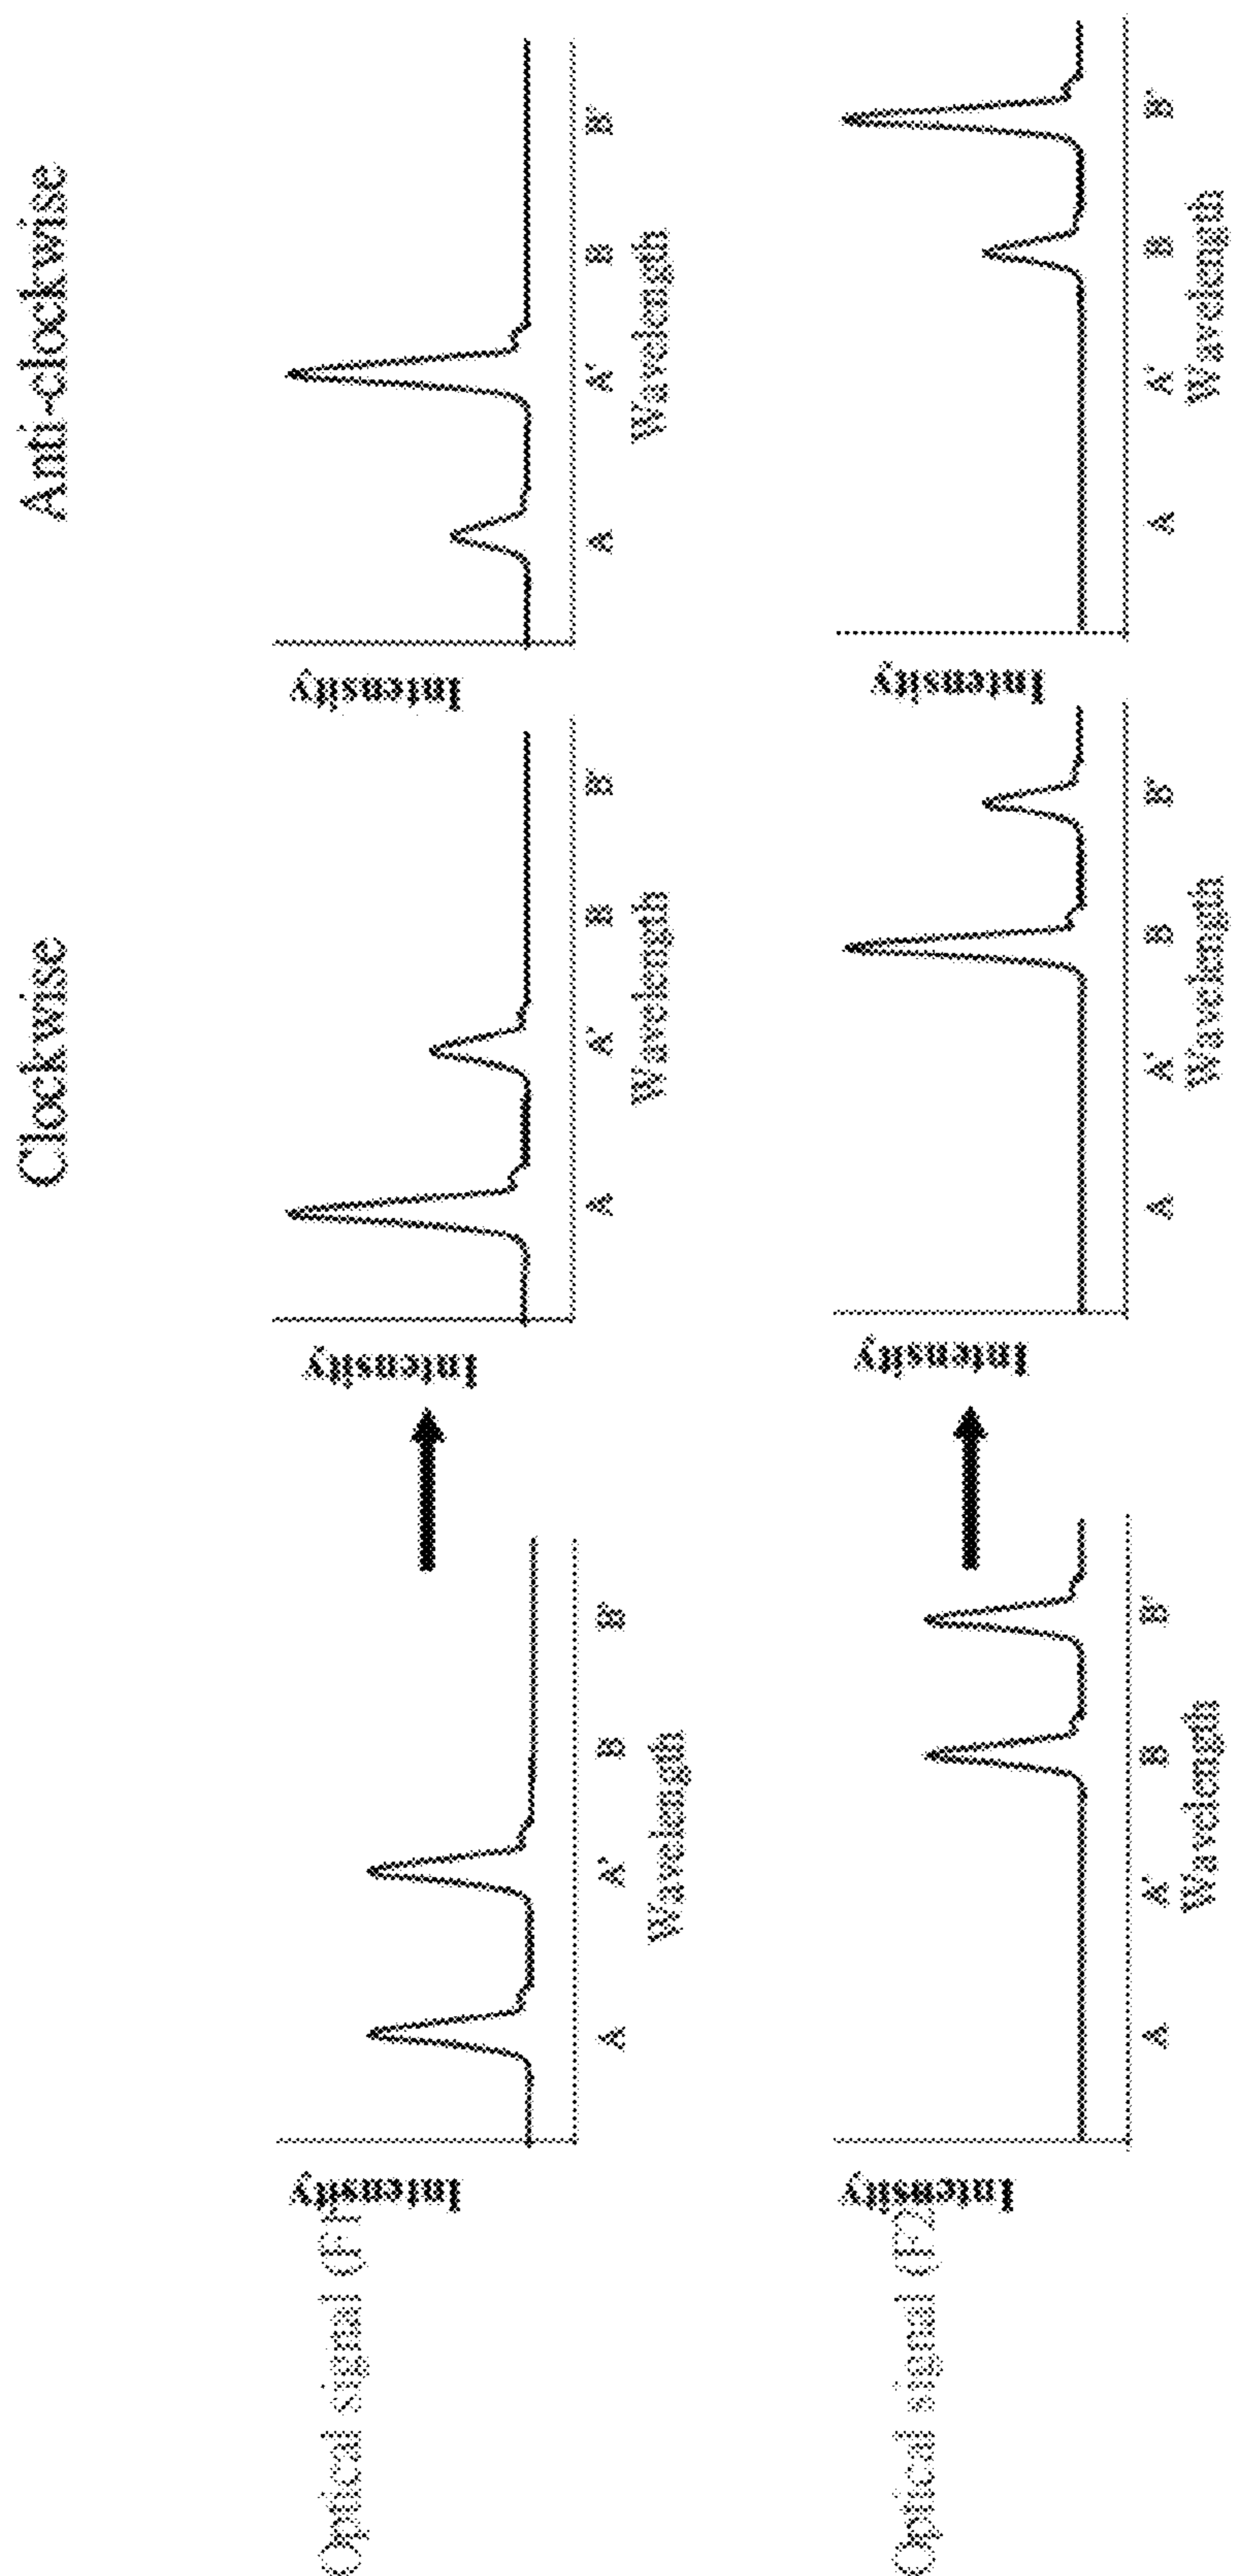 Clockwise
Anti-clockwise
Optical signal (F1
Intensity
A A' B B'
Wavelength
Intensity
A A' B B'
Wavelength
Intensity
A A' B B'
Wavelength
Optical signal (F2
Intensity
A A' B B'
Wavelength
Intensity
A A' B B'
Wavelength
Intensity
A A' B B'
Wavelength